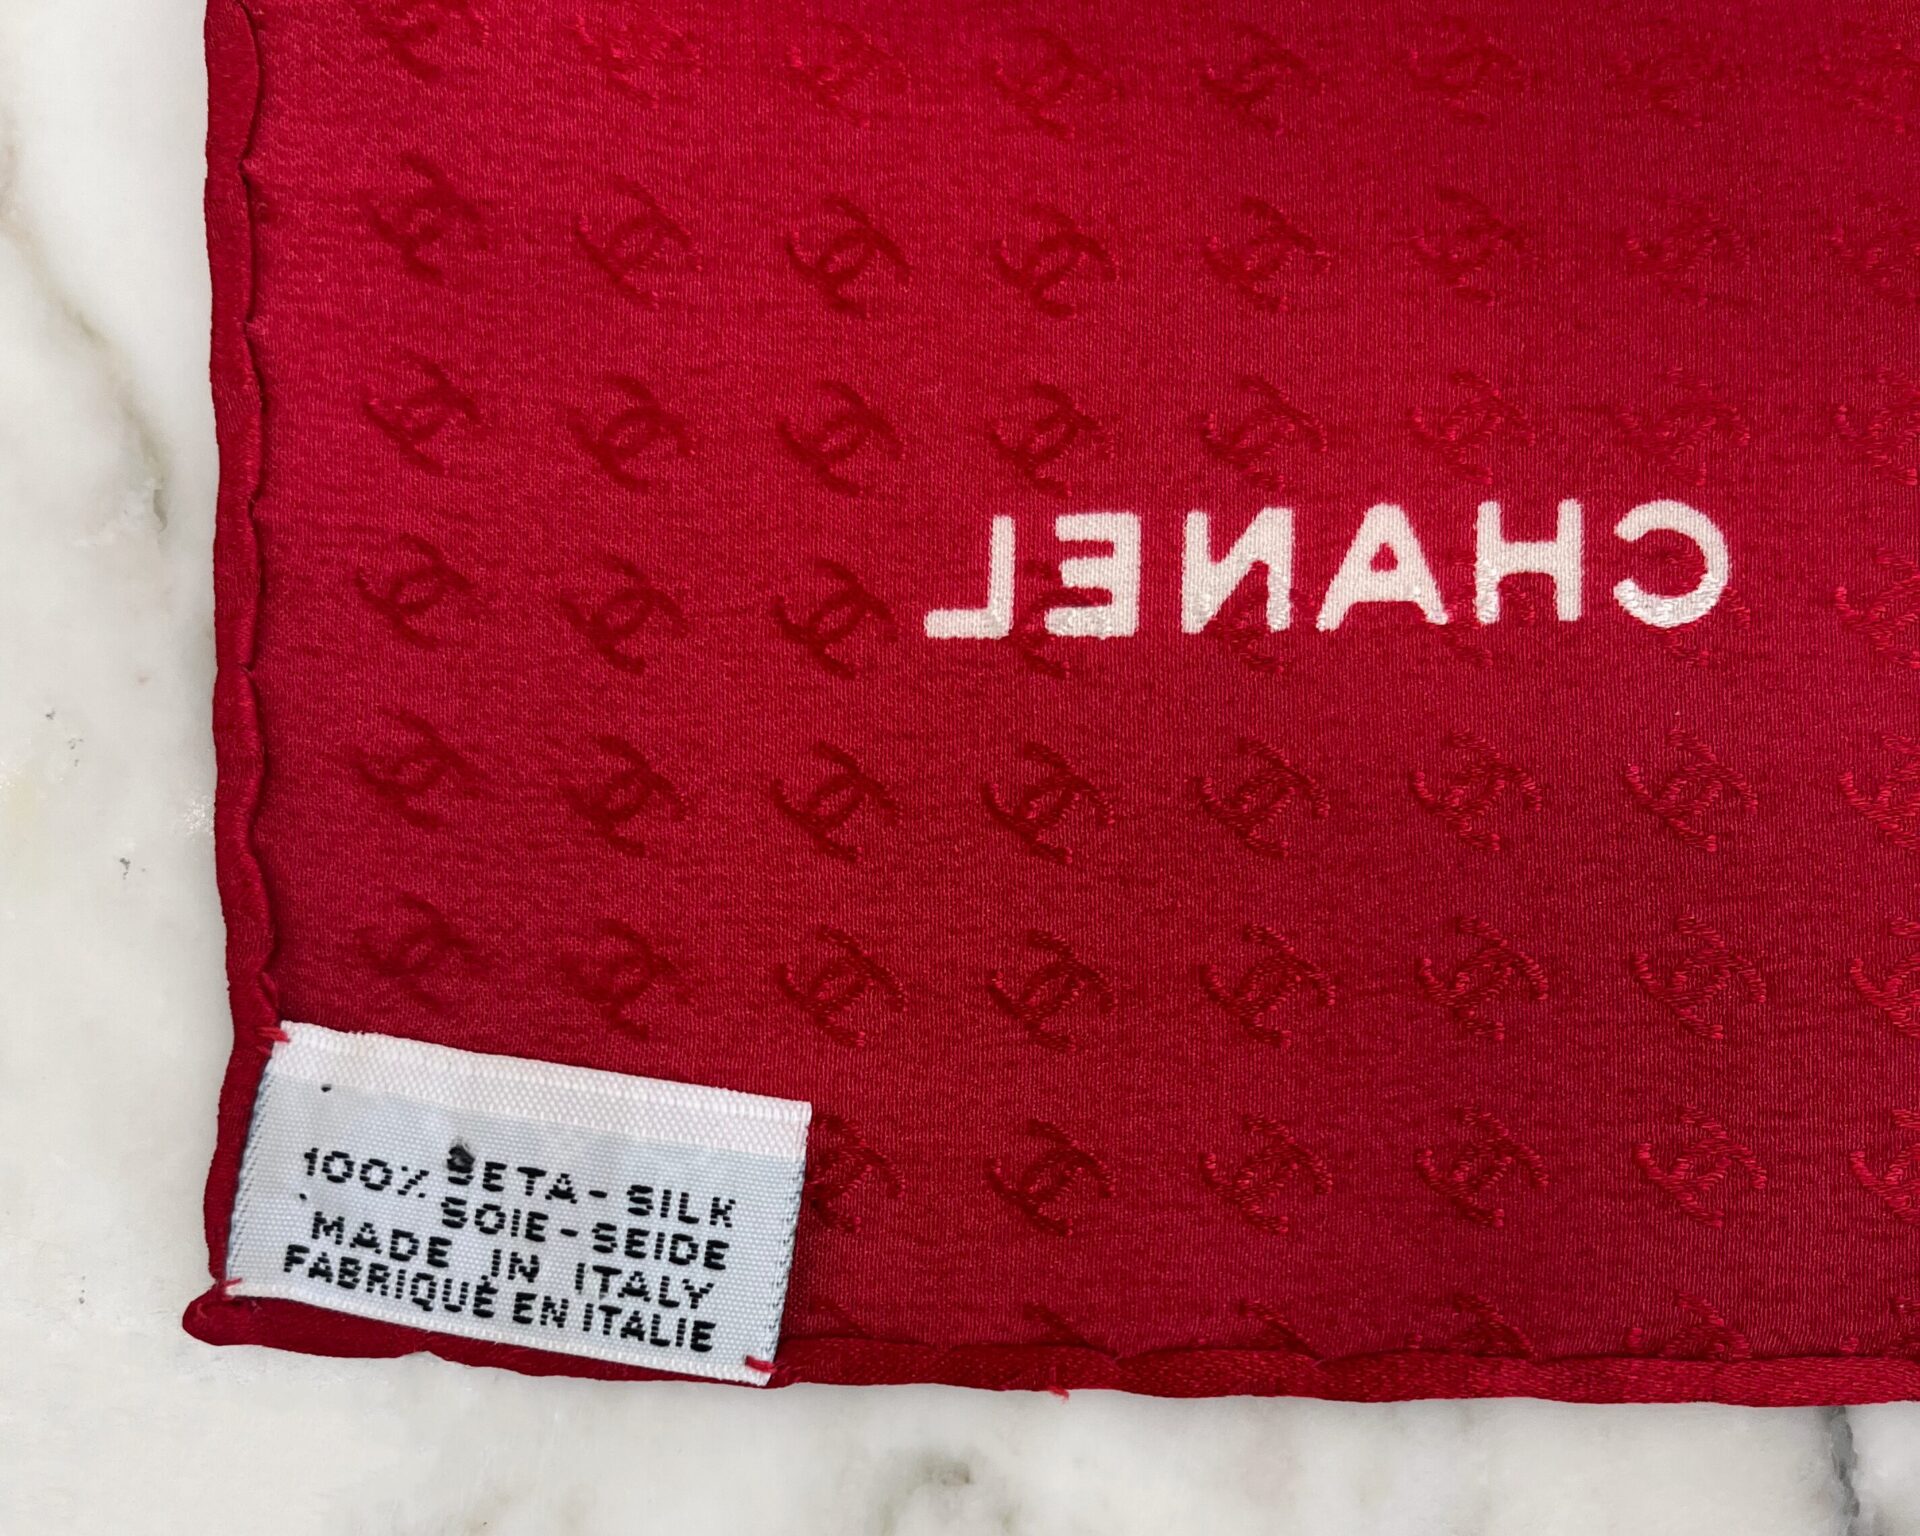 CHANEL
100% SETA - SILK
SOIE - SEIDE
MADE IN ITALY
FABRIQUÉ EN ITALIE